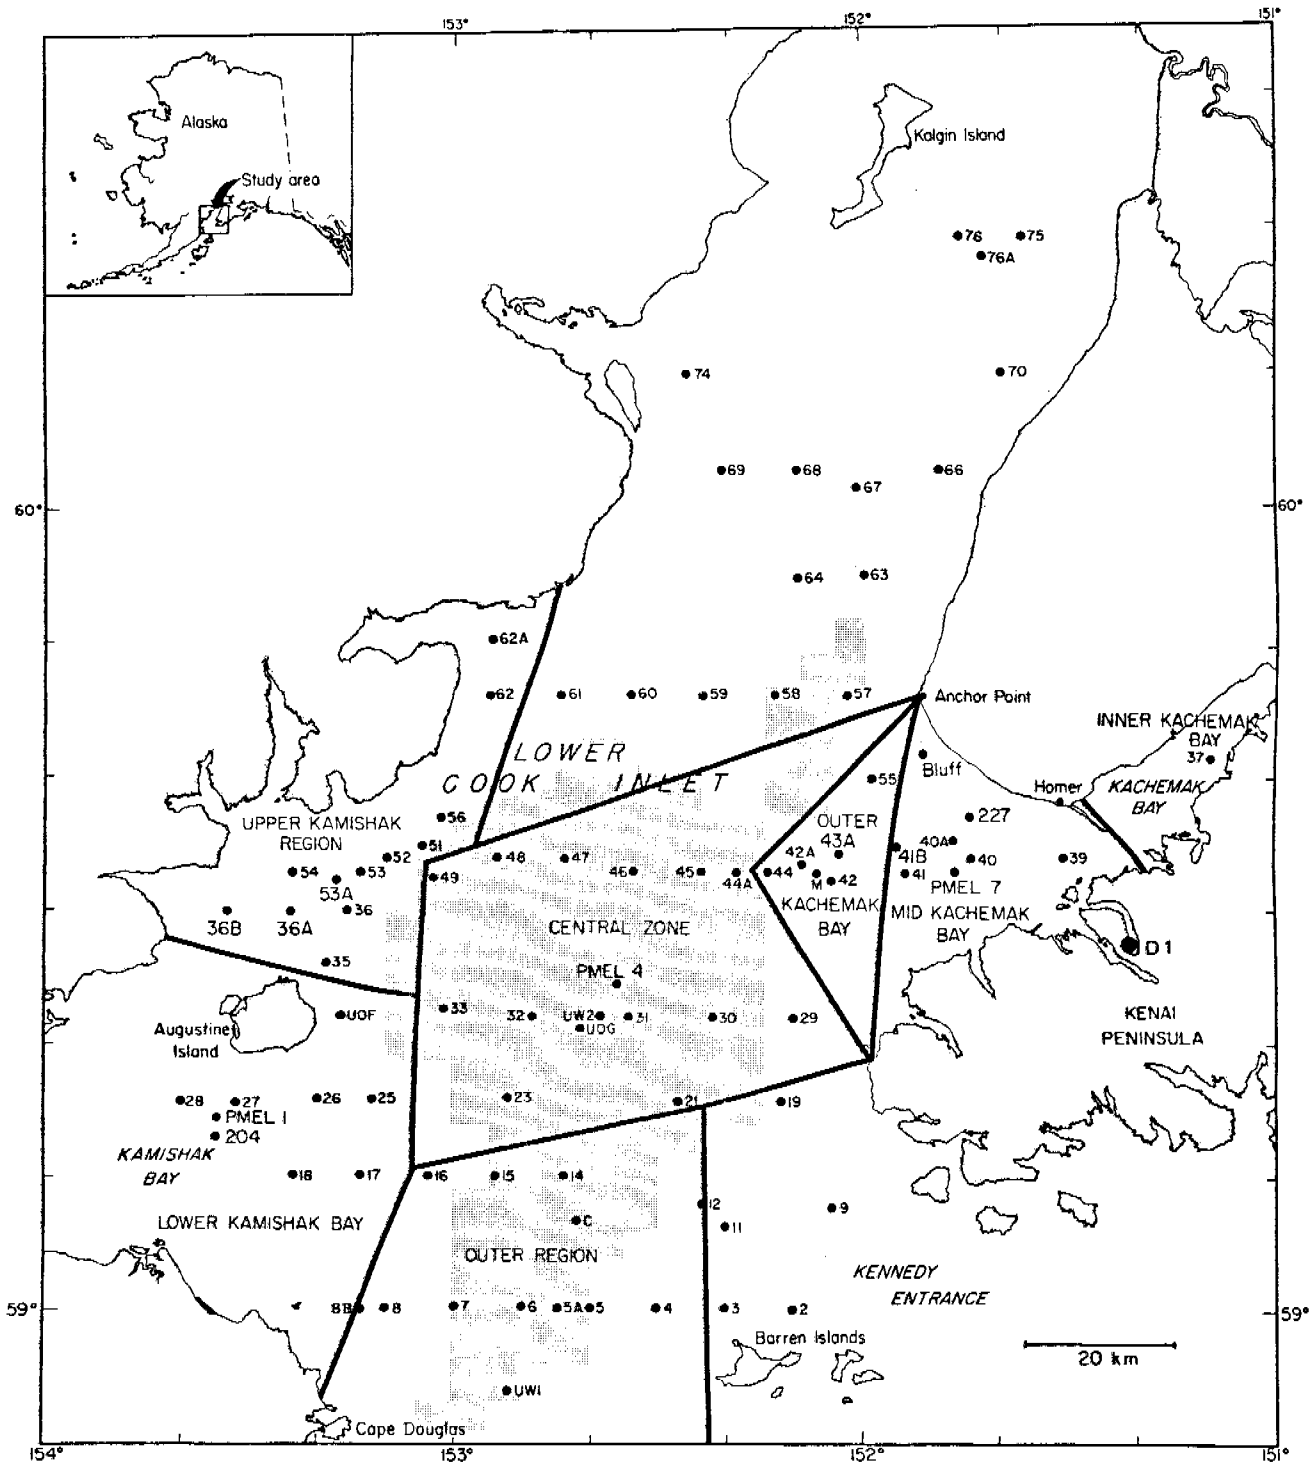 153°
152°
151°
Alaska
Study area
Kalgin Island
76
75
76A
74
70
69
68
66
67
60°
60°
64
63
62A
62
61
60
59
58
57
Anchor Point
INNER KACHEMAK
BAY
37
LOWER
COOK INLET
Bluff
55
Homer
KACHEMAK
BAY
56
UPPER KAMISHAK
REGION
OUTER
43A
227
51
52
48
47
42A
40A
41B
40
39
54
53
53A
49
46
45
44A
44
M
42
41
PMEL 7
KACHEMAK
BAY
MID KACHEMAK
BAY
36B
36A
36
CENTRAL ZONE
D1
35
PMEL 4
Augustine
Island
UOF
33
32
UW2
31
UOG
30
29
KENAI
PENINSULA
28
27
26
25
23
21
19
PMEL 1
204
KAMISHAK
BAY
18
17
16
15
14
12
9
C
11
LOWER KAMISHAK BAY
OUTER REGION
KENNEDY
ENTRANCE
59°
8B
8
7
6
5A
5
4
3
2
59°
Barren Islands
20 km
UW1
Cape Douglas
154°
153°
152°
151°